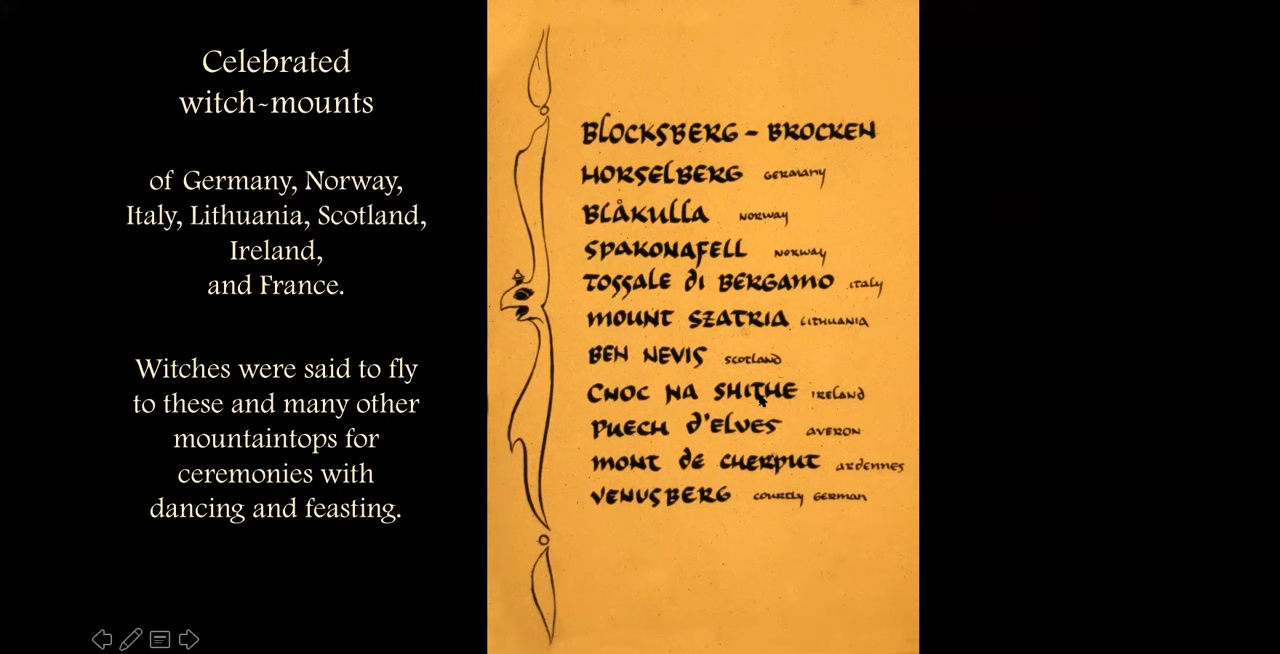 Celebrated
witch-mounts
of Germany, Norway,
Italy, Lithuania, Scotland,
Ireland,
and France.
Witches were said to fly
to these and many other
mountaintops for
ceremonies with
dancing and feasting.
BLOCKSBERG - BROCKEN
HORSELBERG GERMANY
BLÅKULLA NORWAY
SPAKONAFELL NORWAY
TOSSALE di BERGAMO italy
MOUNT SZATRIA LITHUANIA
BEN NEVIS scotland
CNOC NA SHITHE IRELAND
PUECH d'ELVES AVERON
MONT de CHERPUT ardennes
VENUSBERG courtly GERMAN